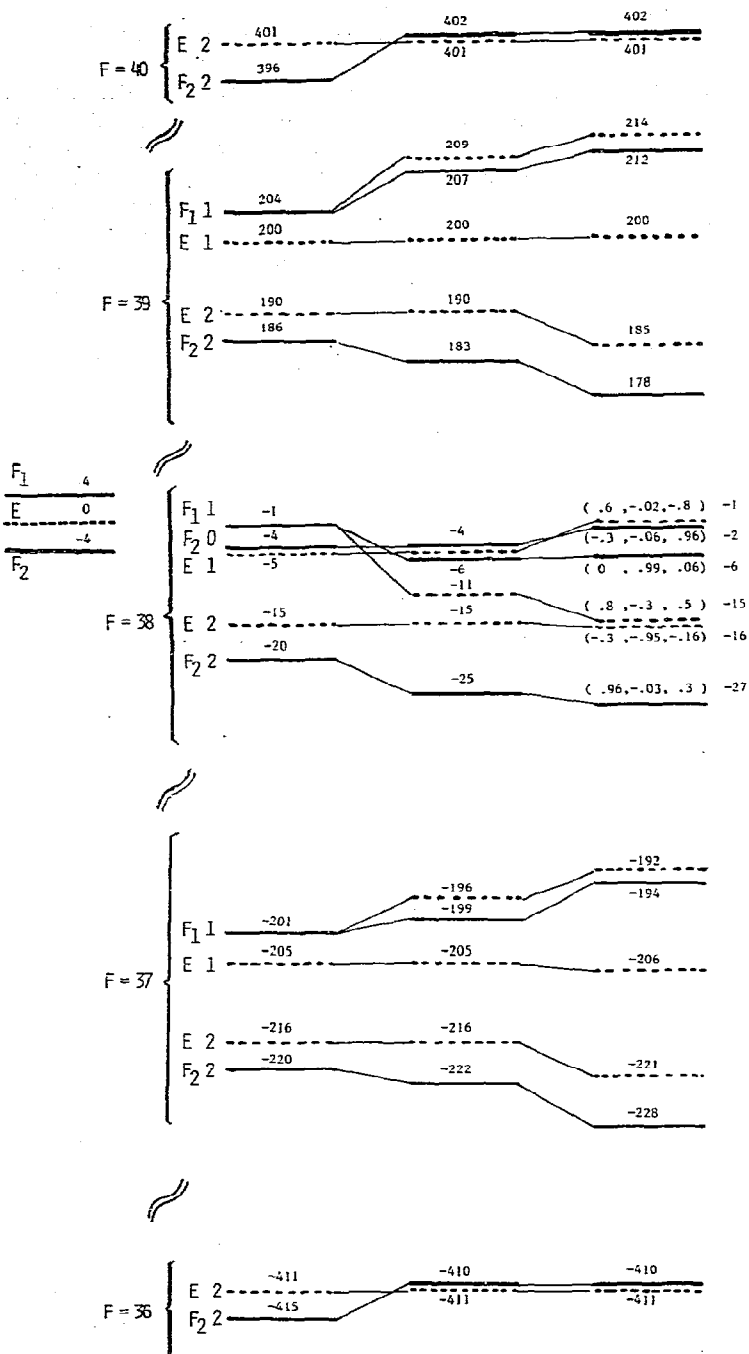 401 402 402
E 2 401 401
F = 40 396
F2 2
214
209
F1 1 204 207 212
E 1 200 200 200
F = 39
E 2 190 190 185
F2 2 186 183 178
F1 4
E 0
F2 -4
F1 1 -1 ( .6 ,-.02,-.8 ) -1
F2 0 -4 -4 (-.3 ,-.06, .96) -2
E 1 -5 -6 ( 0 , .99, .06) -6
-11 ( .8 ,-.3 , .5 ) -15
F = 38 E 2 -15 -15 (-.3 ,-.95,-.16) -16
F2 2 -20 -25 ( .96,-.03, .3 ) -27
-192
-196
F1 1 -201 -199 -194
E 1 -205 -205 -206
F = 37
E 2 -216 -216 -221
F2 2 -220 -222 -228
-411 -410 -410
E 2 -411 -411
F = 36 -415
F2 2